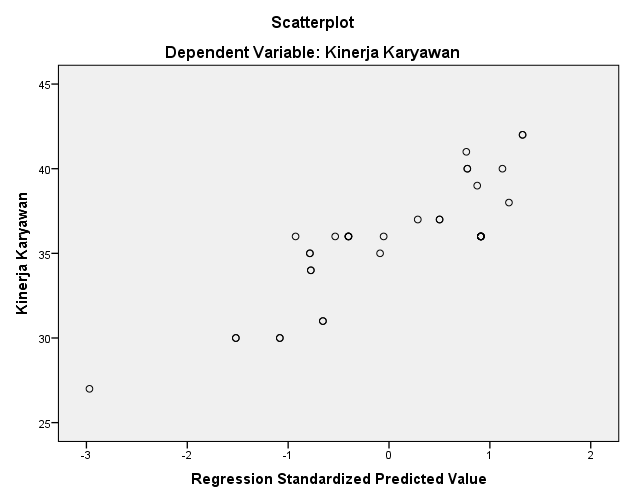 Scatterplot
Dependent Variable: Kinerja Karyawan
Kinerja Karyawan
45
40
35
30
25
-3 -2 -1 0 1 2
Regression Standardized Predicted Value